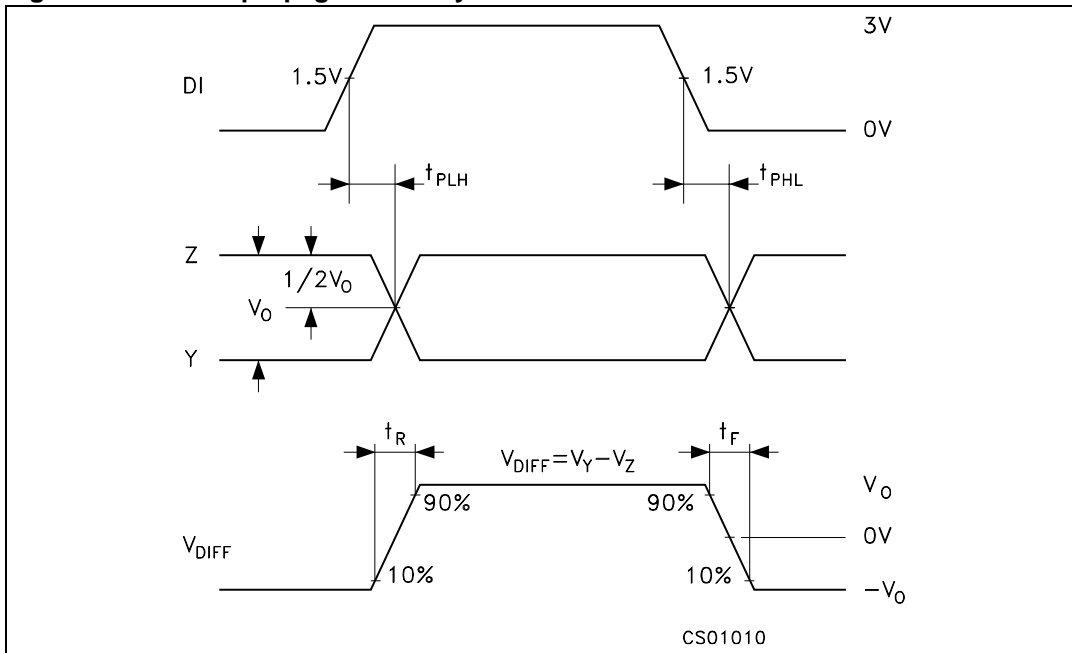 3V
1.5V
1.5V
DI
0V
tPLH
tPHL
Z
1/2VO
VO
Y
tR
tF
VDIFF=VY-VZ
VO
90%
90%
0V
VDIFF
10%
10%
-VO
CS01010